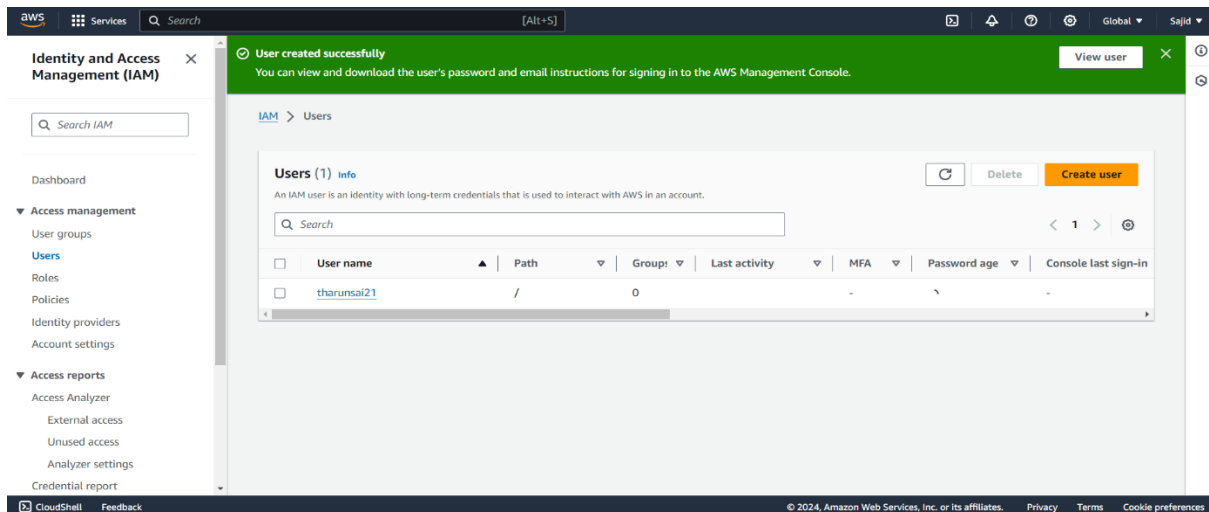 aws
Services
Search
[Alt+S]
Global
Sajid
Identity and Access
Management (IAM)
Search IAM
Dashboard
Access management
User groups
Users
Roles
Policies
Identity providers
Account settings
Access reports
Access Analyzer
External access
Unused access
Analyzer settings
Credential report
User created successfully
You can view and download the user's password and email instructions for signing in to the AWS Management Console.
View user
IAM > Users
Users (1) Info
An IAM user is an identity with long-term credentials that is used to interact with AWS in an account.
Delete
Create user
Search
1
User name Path Group: Last activity MFA Password age Console last sign-in
tharunsai21 / 0 - -
CloudShell Feedback © 2024, Amazon Web Services, Inc. or its affiliates. Privacy Terms Cookie preferences